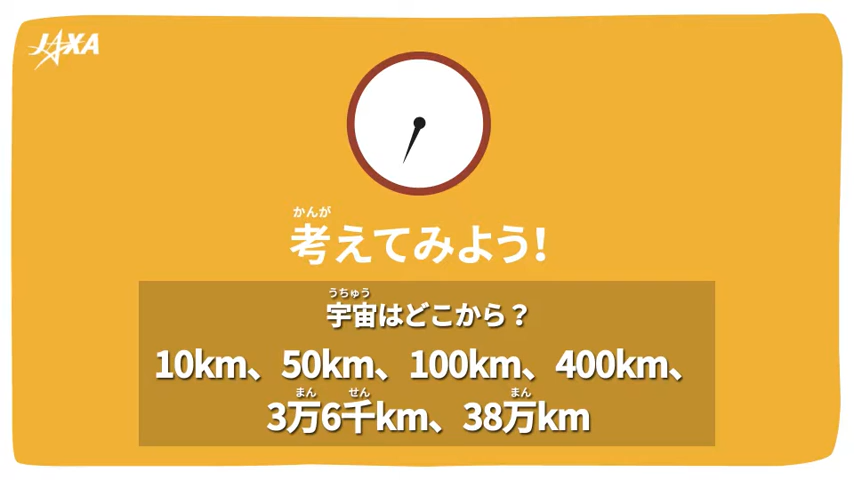 JAXA
かんが
考えてみよう!
うちゅう
宇宙はどこから？
10km、50km、100km、400km、
まん せん まん
3万6千km、38万km